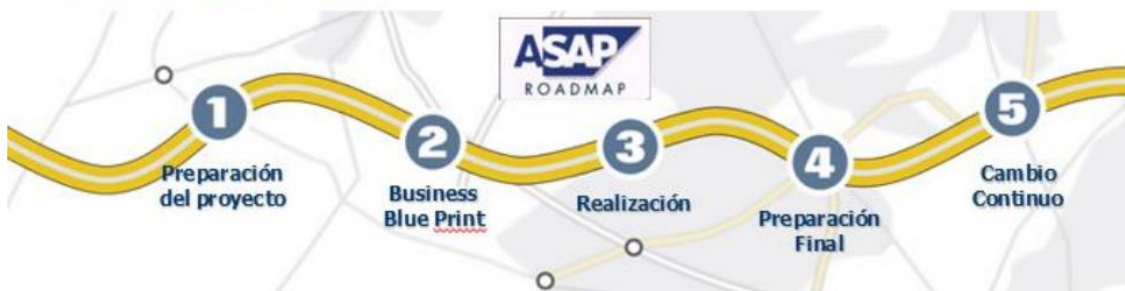 ASAP
ROADMAP
1
Preparación
del proyecto
2
Business
Blue Print
3
Realización
4
Preparación
Final
5
Cambio
Continuo